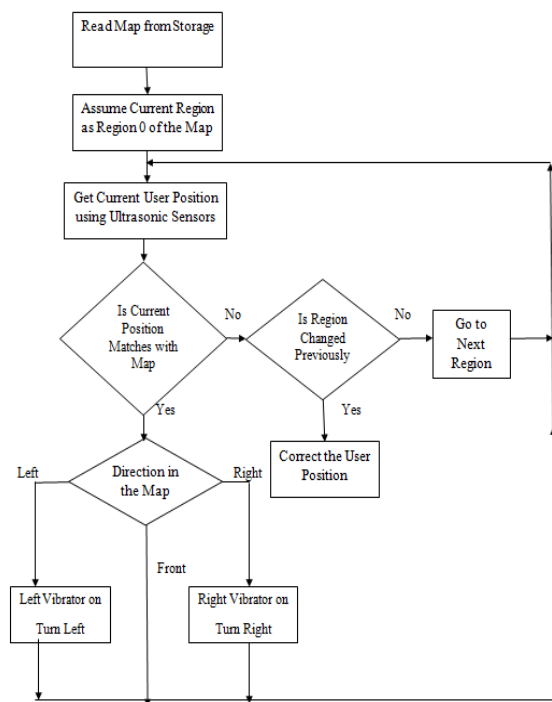 Read Map from Storage
Assume Current Region
as Region 0 of the Map
Get Current User Position
using Ultrasonic Sensors
Is Current
Position
Matches with
Map
No
Is Region
Changed
Previously
No
Go to
Next
Region
Yes
Yes
Correct the User
Position
Direction in
the Map
Left
Right
Front
Left Vibrator on
Turn Left
Right Vibrator on
Turn Right